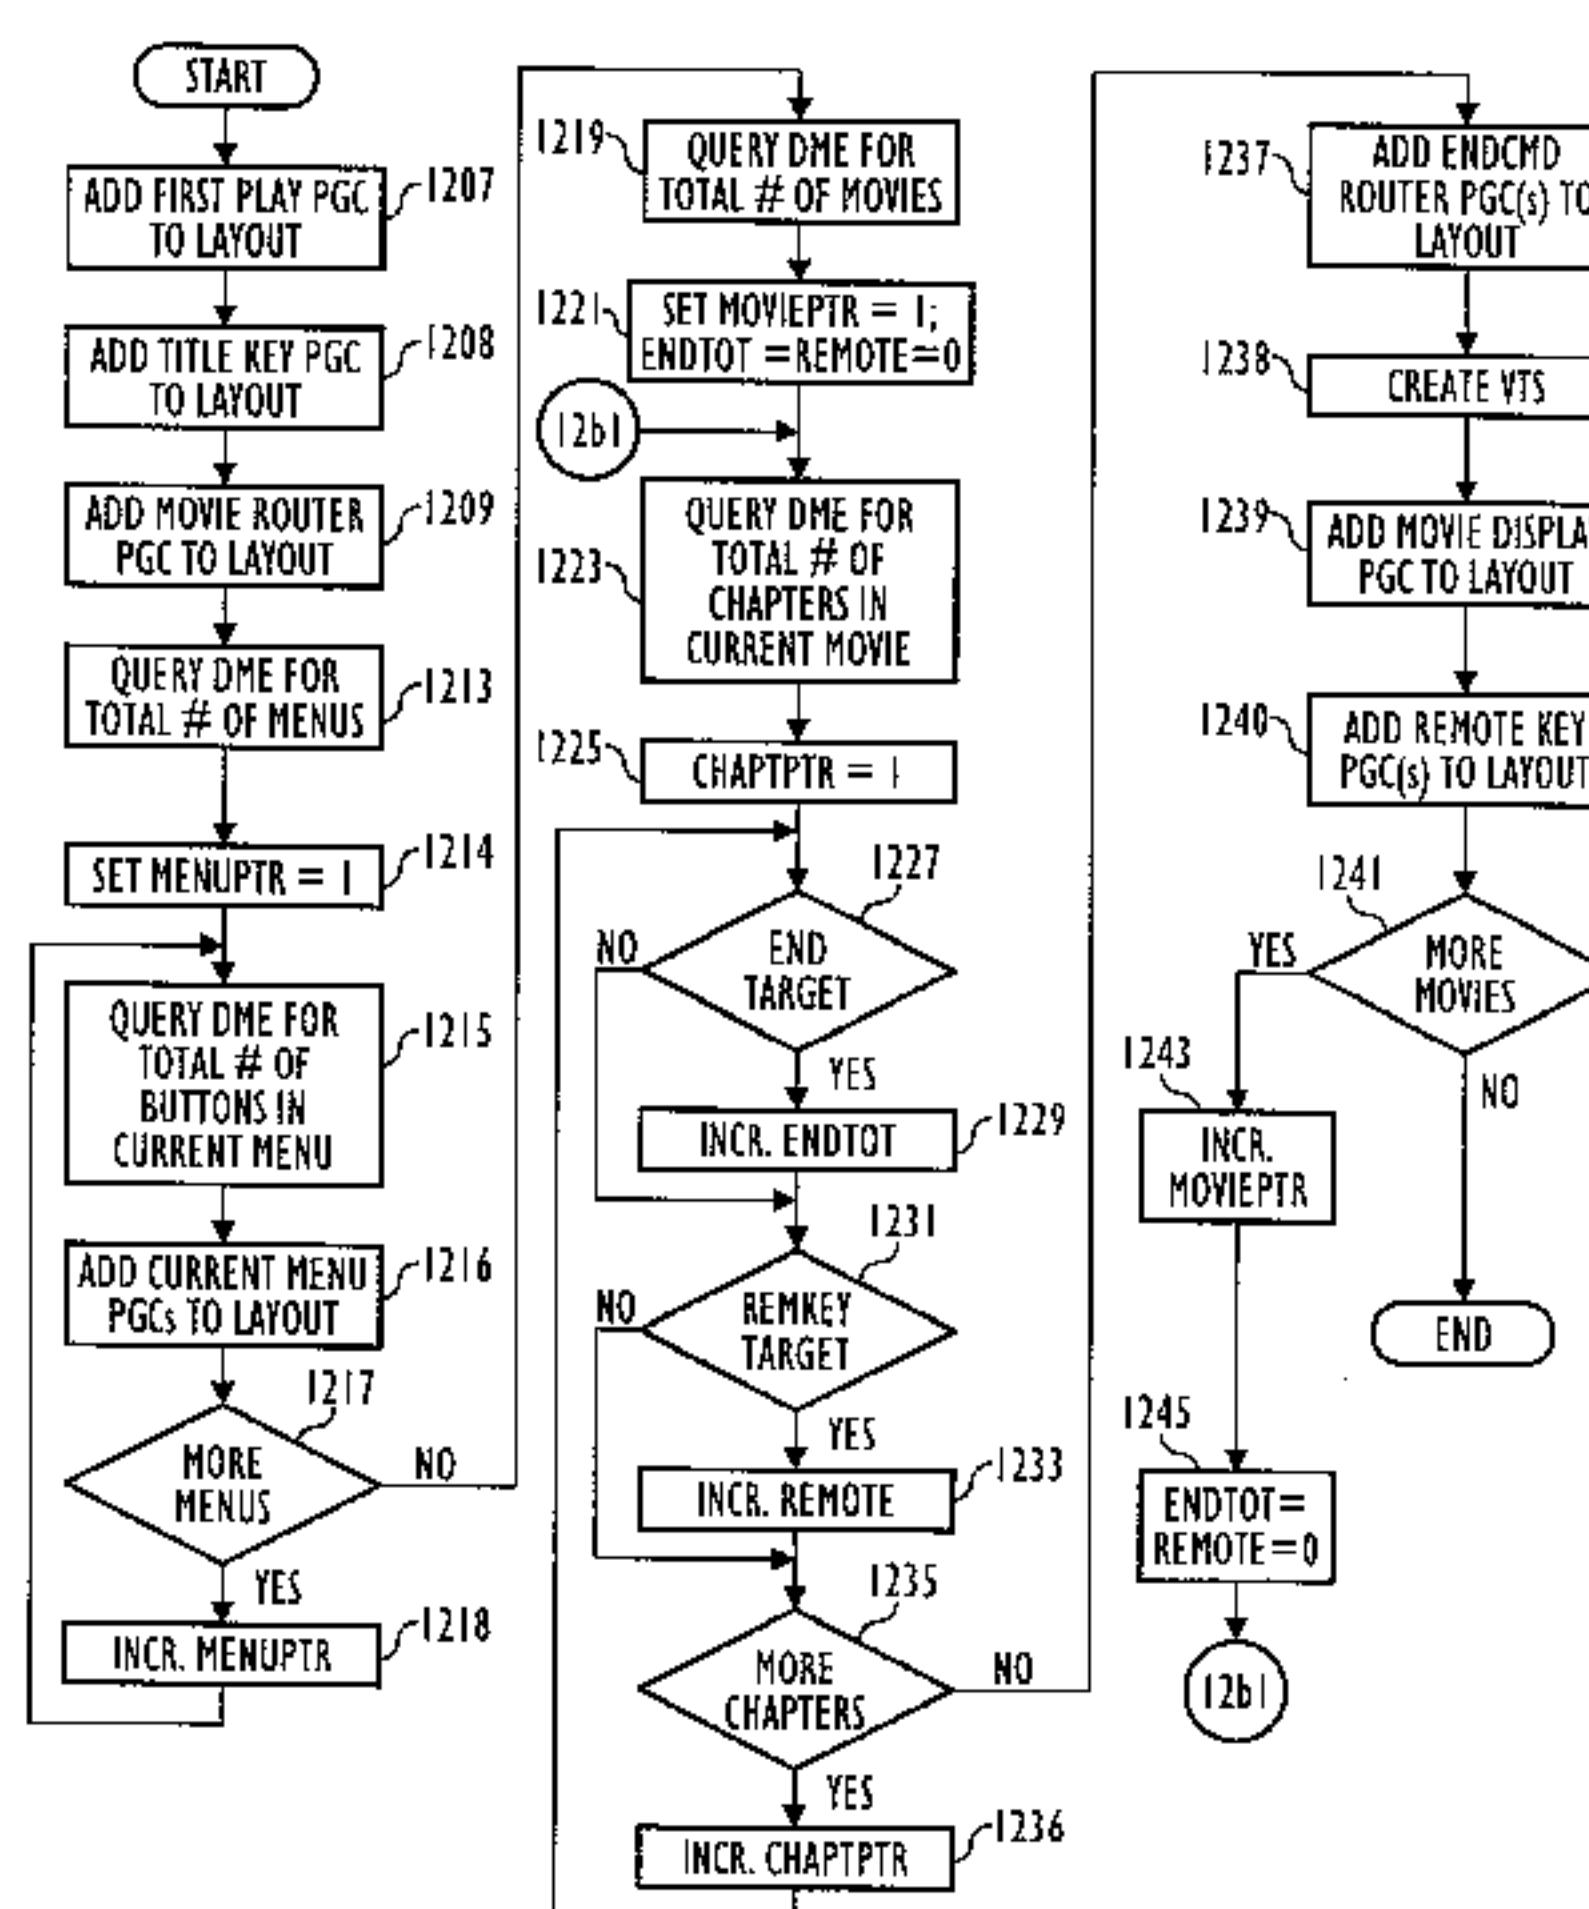 START
ADD FIRST PLAY PGC
TO LAYOUT
1207
ADD TITLE KEY PGC
TO LAYOUT
1208
ADD MOVIE ROUTER
PGC TO LAYOUT
1209
QUERY DME FOR
TOTAL # OF MENUS
1213
SET MENUPTR = 1
1214
QUERY DME FOR
TOTAL # OF
BUTTONS IN
CURRENT MENU
1215
ADD CURRENT MENU
PGCs TO LAYOUT
1216
1217
MORE
MENUS
NO
YES
INCR. MENUPTR
1218
1219
QUERY DME FOR
TOTAL # OF MOVIES
1221
SET MOVIEPTR = 1;
ENDTOT =REMOTE=0
12b1
1223
QUERY DME FOR
TOTAL # OF
CHAPTERS IN
CURRENT MOVIE
1225
CHAPTPTR = 1
1227
NO
END
TARGET
YES
INCR. ENDTOT
1229
1231
NO
REMKEY
TARGET
YES
INCR. REMOTE
1233
1235
MORE
CHAPTERS
NO
YES
INCR. CHAPTPTR
1236
1237
ADD ENDCMD
ROUTER PGC(s) TO
LAYOUT
1238
CREATE VTS
1239
ADD MOVIE DISPLA
PGC TO LAYOUT
1240
ADD REMOTE KEY
PGC(s) TO LAYOUT
1241
YES
MORE
MOVIES
NO
1243
INCR.
MOVIEPTR
END
1245
ENDTOT=
REMOTE=0
12b1